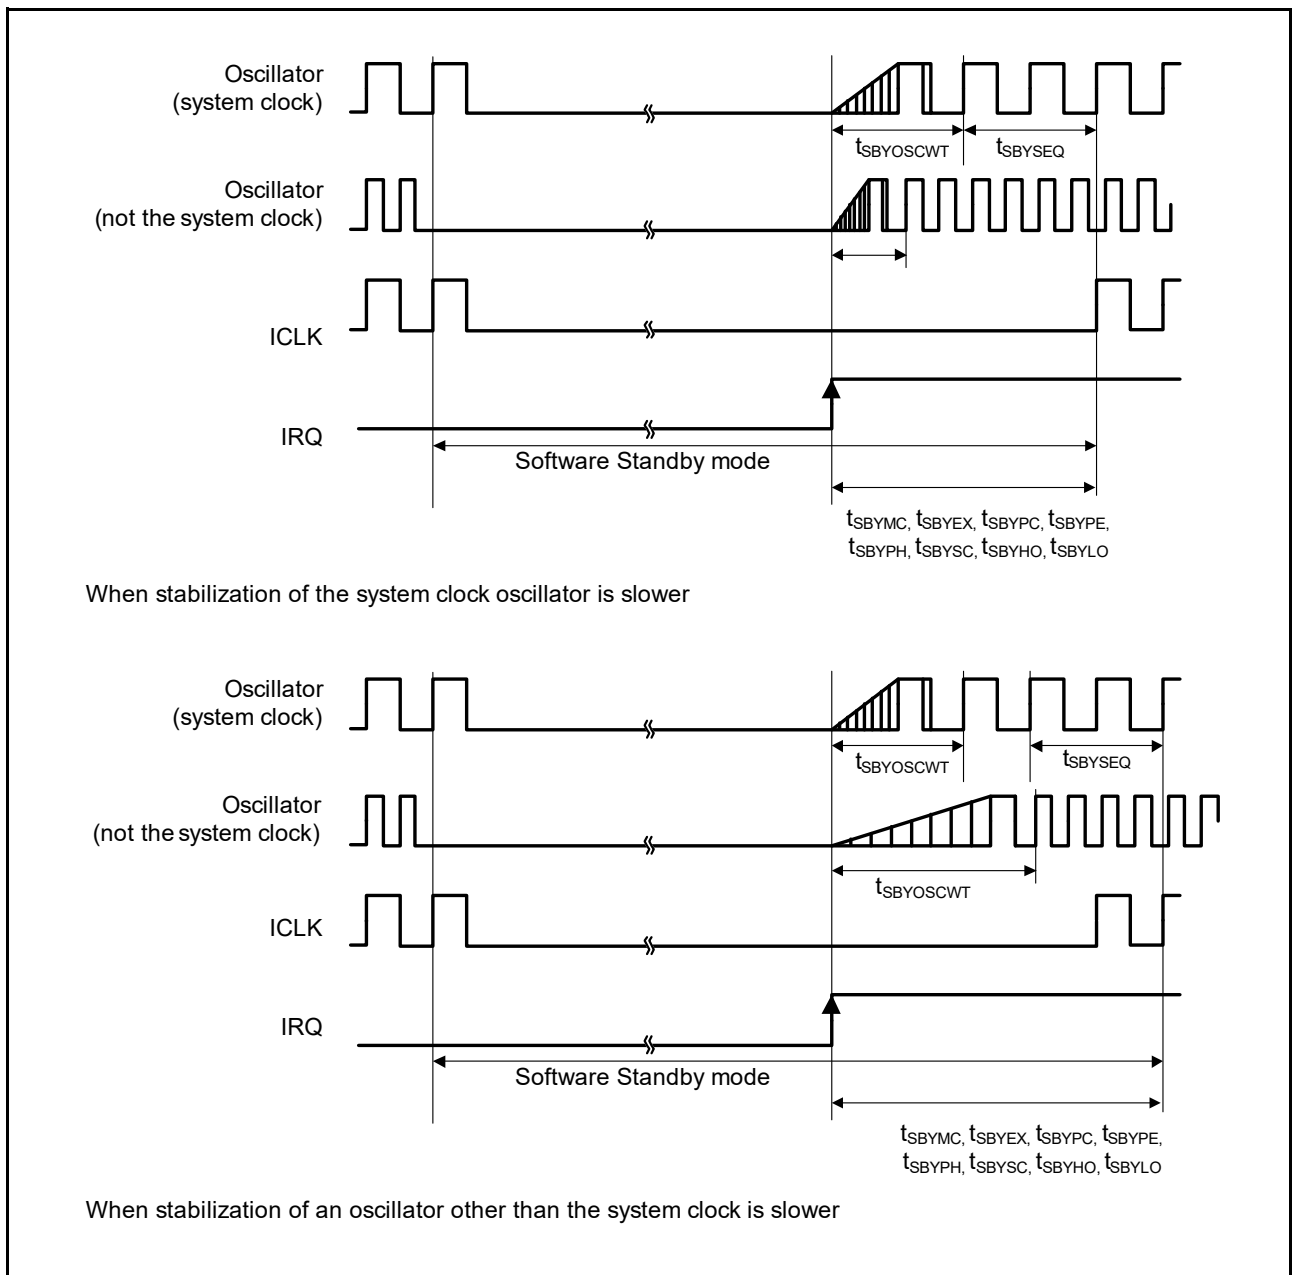 Oscillator
(system clock)
tSBYOSCWT tSBYSEQ
Oscillator
(not the system clock)
ICLK
IRQ
Software Standby mode
tSBYMC, tSBYEX, tSBYPC, tSBYPE,
tSBYPH, tSBYSC, tSBYHO, tSBYLO
When stabilization of the system clock oscillator is slower
Oscillator
(system clock)
tSBYOSCWT tSBYSEQ
Oscillator
(not the system clock)
tSBYOSCWT
ICLK
IRQ
Software Standby mode
tSBYMC, tSBYEX, tSBYPC, tSBYPE,
tSBYPH, tSBYSC, tSBYHO, tSBYLO
When stabilization of an oscillator other than the system clock is slower